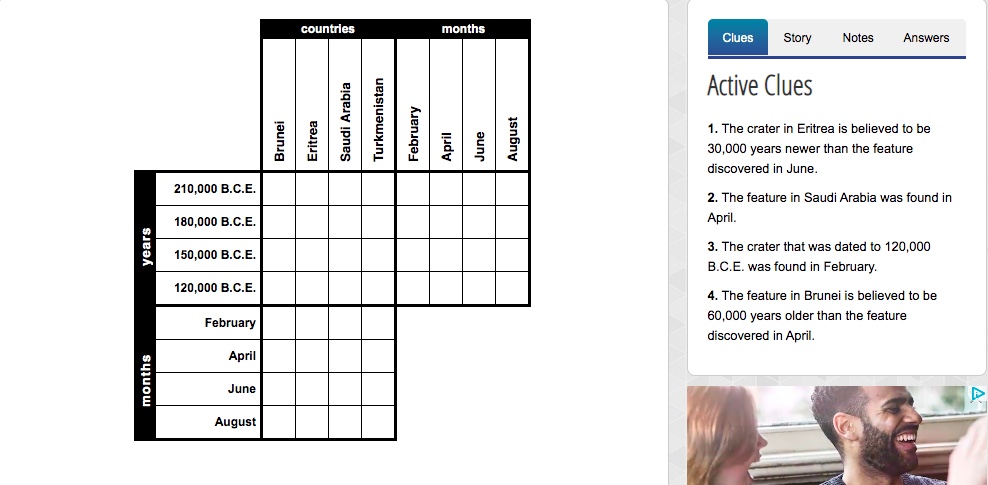 countries months
Brunei
Eritrea
Saudi Arabia
Turkmenistan
February
April
June
August
years
210,000 B.C.E.
180,000 B.C.E.
150,000 B.C.E.
120,000 B.C.E.
months
February
April
June
August
Clues Story Notes Answers
Active Clues
1. The crater in Eritrea is believed to be
30,000 years newer than the feature
discovered in June.
2. The feature in Saudi Arabia was found in
April.
3. The crater that was dated to 120,000
B.C.E. was found in February.
4. The feature in Brunei is believed to be
60,000 years older than the feature
discovered in April.